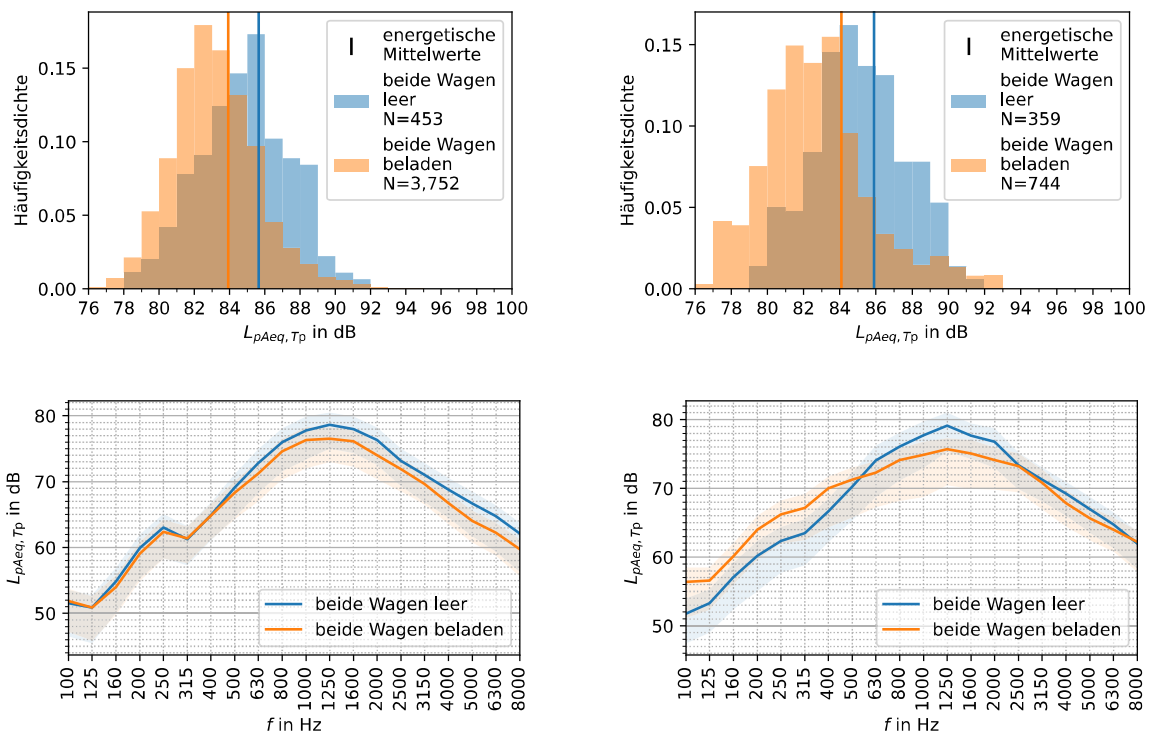 Häufigkeitsdichte
0.15
0.10
0.05
0.00
76 78 80 82 84 86 88 90 92 94 96 98 100
LpAeq,Tp in dB
energetische
Mittelwerte
beide Wagen
leer
N=453
beide Wagen
beladen
N=3,752
Häufigkeitsdichte
0.15
0.10
0.05
0.00
76 78 80 82 84 86 88 90 92 94 96 98 100
LpAeq,Tp in dB
energetische
Mittelwerte
beide Wagen
leer
N=359
beide Wagen
beladen
N=744
LpAeq,Tp in dB
80
70
60
50
beide Wagen leer
beide Wagen beladen
100 125 160 200 250 315 400 500 630 800 1000 1250 1600 2000 2500 3150 4000 5000 6300 8000
f in Hz
LpAeq,Tp in dB
80
70
60
50
beide Wagen leer
beide Wagen beladen
100 125 160 200 250 315 400 500 630 800 1000 1250 1600 2000 2500 3150 4000 5000 6300 8000
f in Hz